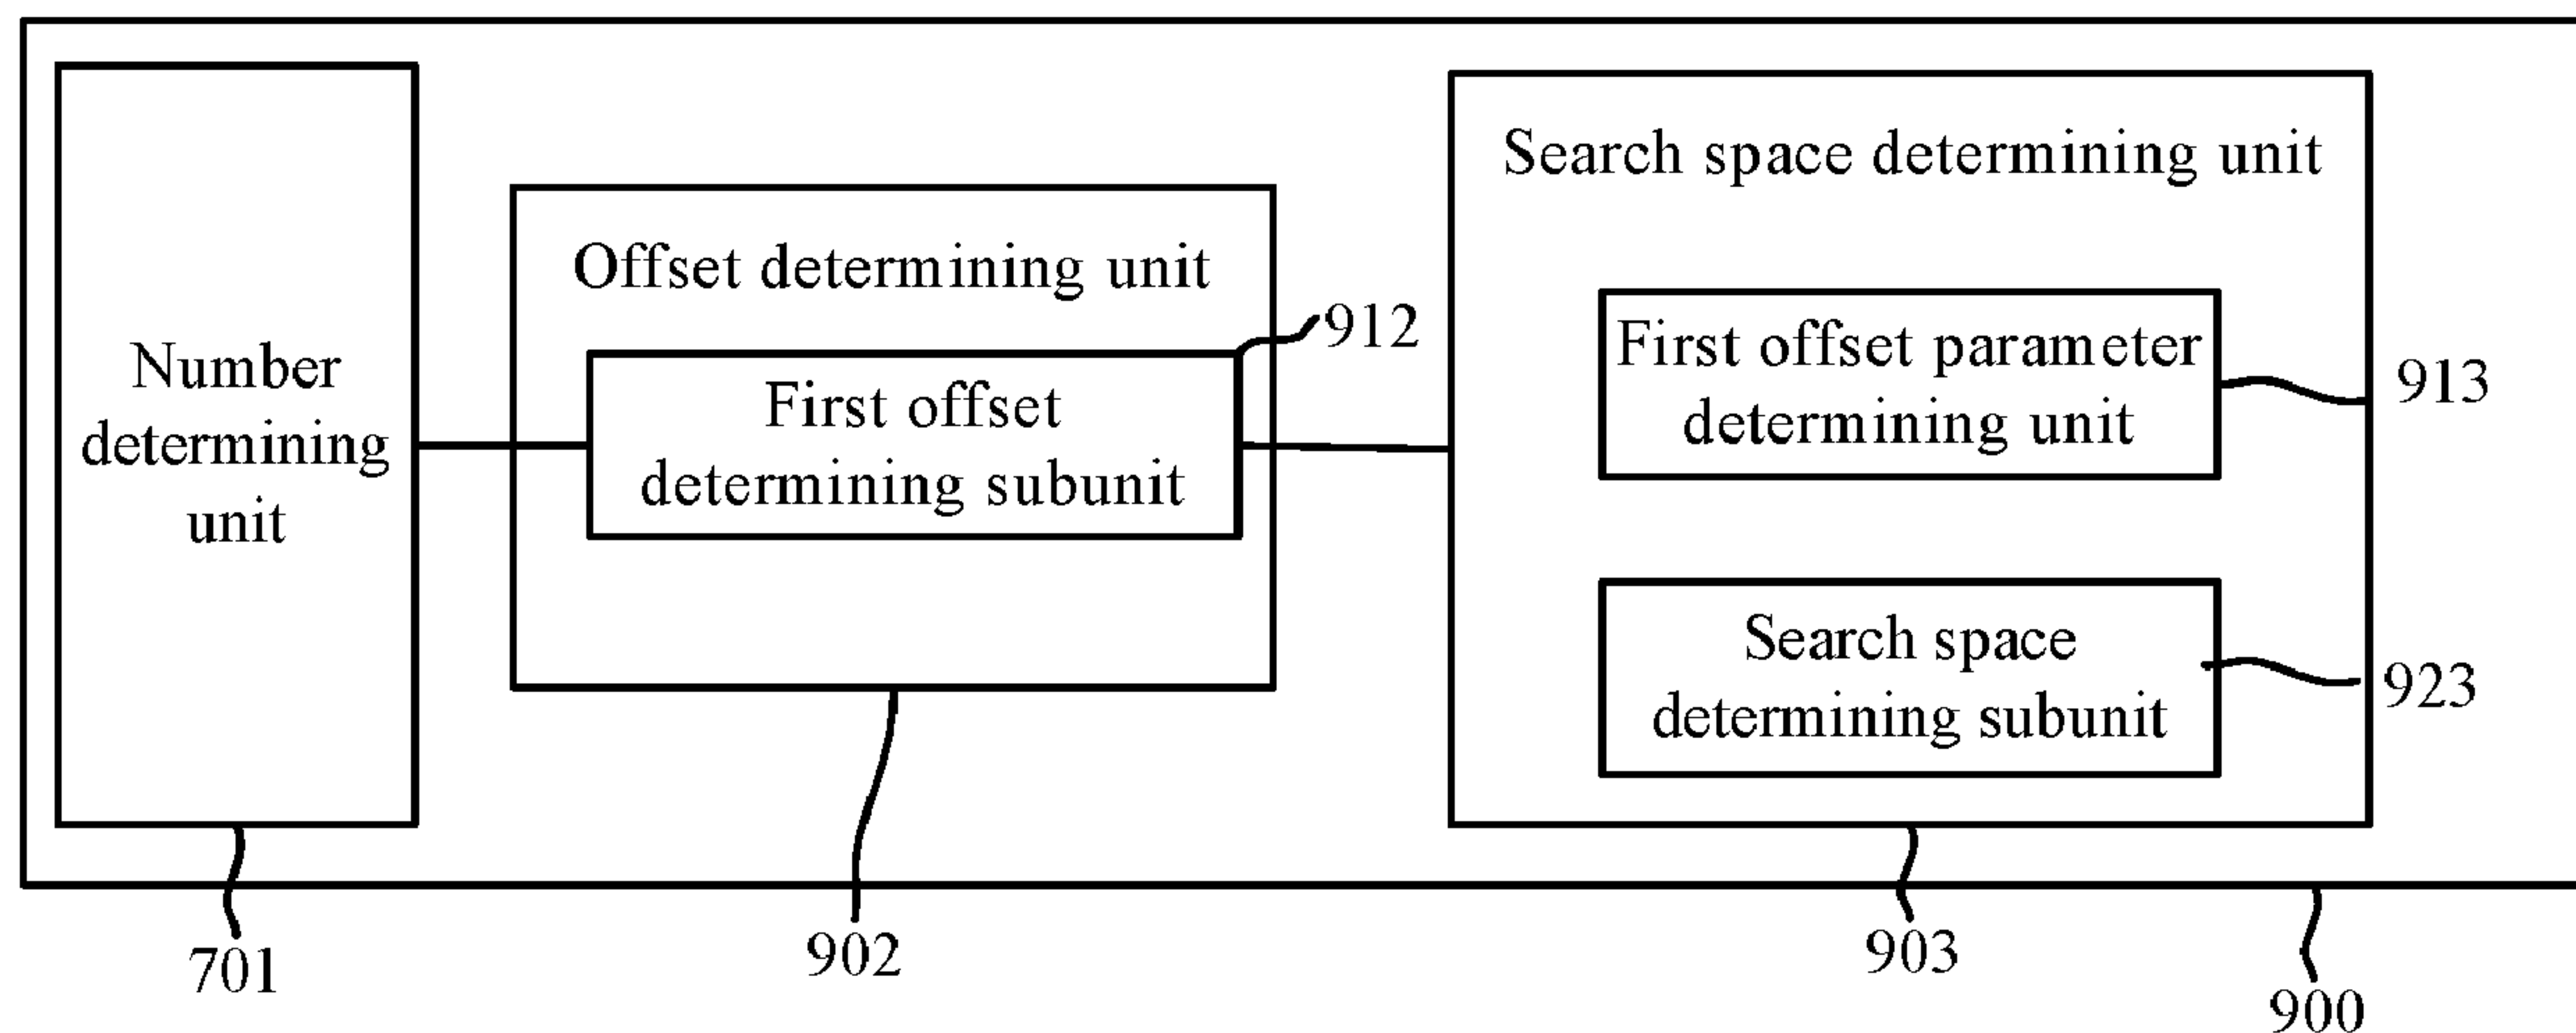 Number
determining
unit
Offset determining unit
First offset
determining subunit
912
Search space determining unit
First offset parameter
determining unit
913
Search space
determining subunit
923
701
902
903
900